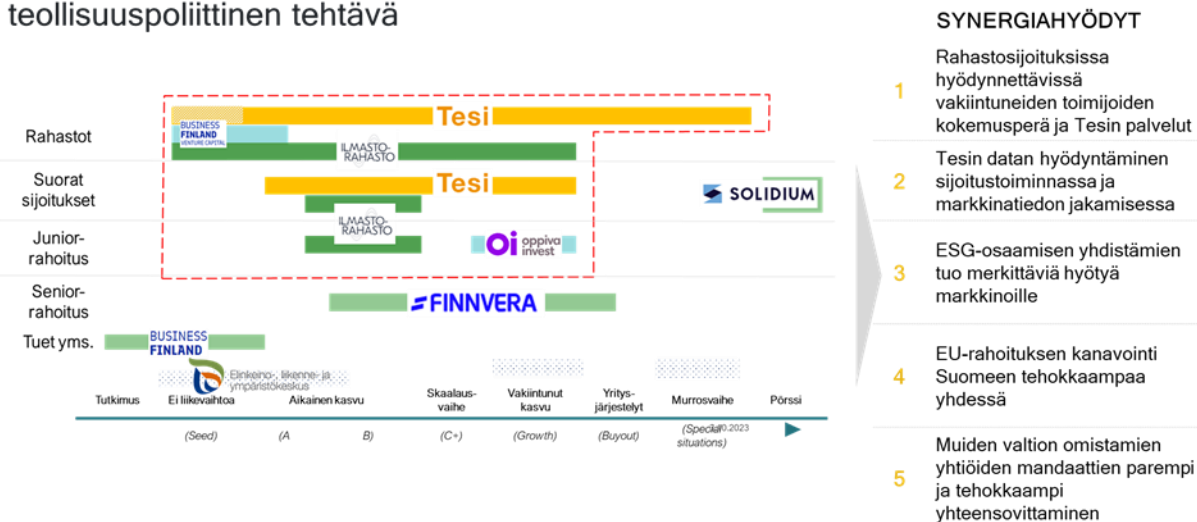 teollisuuspoliittinen tehtävä
Rahastot
Tesi
BUSINESS
FINLAND
VENTURE CAPITAL
ILMASTO-
RAHASTO
Suorat
sijoitukset
Tesi
SOLIDIUM
ILMASTO-
RAHASTO
Junior-
rahoitus
Oi oppiva
invest
Senior-
rahoitus
FINNVERA
Tuet yms.
BUSINESS
FINLAND
Elinkeino-, liikenne- ja
ympäristökeskus
Tutkimus
Ei liikevaihtoa
Aikainen kasvu
Skaalaus-
vaihe
Vakiintunut
kasvu
Yritys-
järjestelyt
Murrosvaihe
Pörssi
(Seed)
(A
B)
(C+)
(Growth)
(Buyout)
(Special
situations)
SYNERGIAHYÖDYT
1
Rahastosijoituksissa
hyödynnettävissä
vakiintuneiden toimijoiden
kokemusperä ja Tesin palvelut
2
Tesin datan hyödyntäminen
sijoitustoiminnassa ja
markkinatiedon jakamisessa
3
ESG-osaamisen yhdistämien
tuo merkittäviä hyötyä
markkinoille
4
EU-rahoituksen kanavointi
Suomeen tehokkaampaa
yhdessä
5
Muiden valtion omistamien
yhtiöiden mandaattien parempi
ja tehokkaampi
yhteensovittaminen